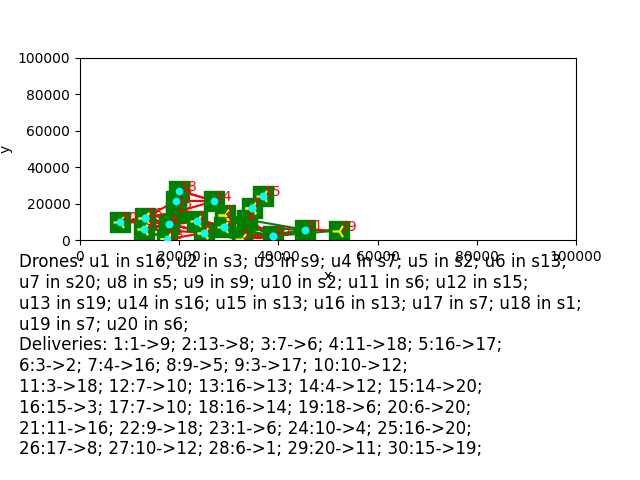 100000
80000
60000
40000
20000
0
y
0 20000 40000 60000 80000 100000
x
Drones: u1 in s16; u2 in s3; u3 in s9; u4 in s7; u5 in s2; u6 in s13;
u7 in s20; u8 in s5; u9 in s9; u10 in s2; u11 in s6; u12 in s15;
u13 in s19; u14 in s16; u15 in s13; u16 in s13; u17 in s7; u18 in s1;
u19 in s7; u20 in s6;
Deliveries: 1:1->9; 2:13->8; 3:7->6; 4:11->18; 5:16->17;
6:3->2; 7:4->16; 8:9->5; 9:3->17; 10:10->12;
11:3->18; 12:7->10; 13:16->13; 14:4->12; 15:14->20;
16:15->3; 17:7->10; 18:16->14; 19:18->6; 20:6->20;
21:11->16; 22:9->18; 23:1->6; 24:10->4; 25:16->20;
26:17->8; 27:10->12; 28:6->1; 29:20->11; 30:15->19;